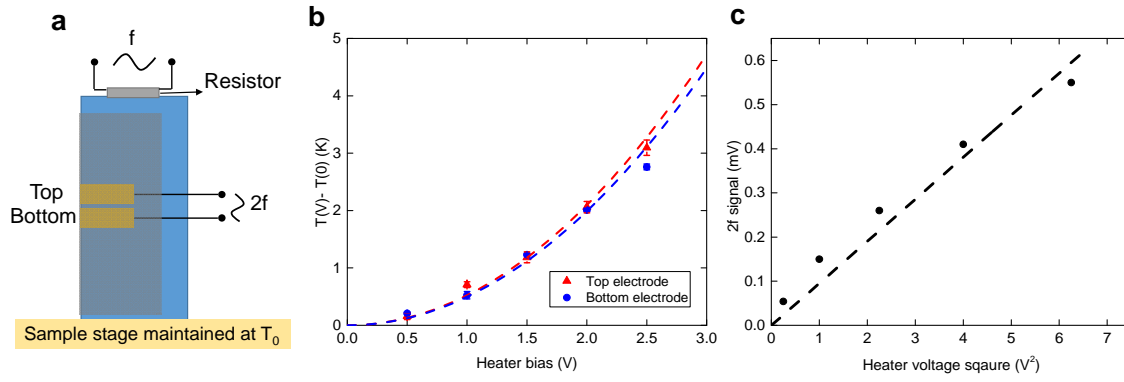 a
f
Resistor
Top
Bottom
2f
Sample stage maintained at T0
b
T(V)- T(0) (K)
5
4
3
2
1
0
0.0 0.5 1.0 1.5 2.0 2.5 3.0
Heater bias (V)
Top electrode
Bottom electrode
c
2f signal (mV)
0.6
0.5
0.4
0.3
0.2
0.1
0.0
0 1 2 3 4 5 6 7
Heater voltage sqaure (V2)